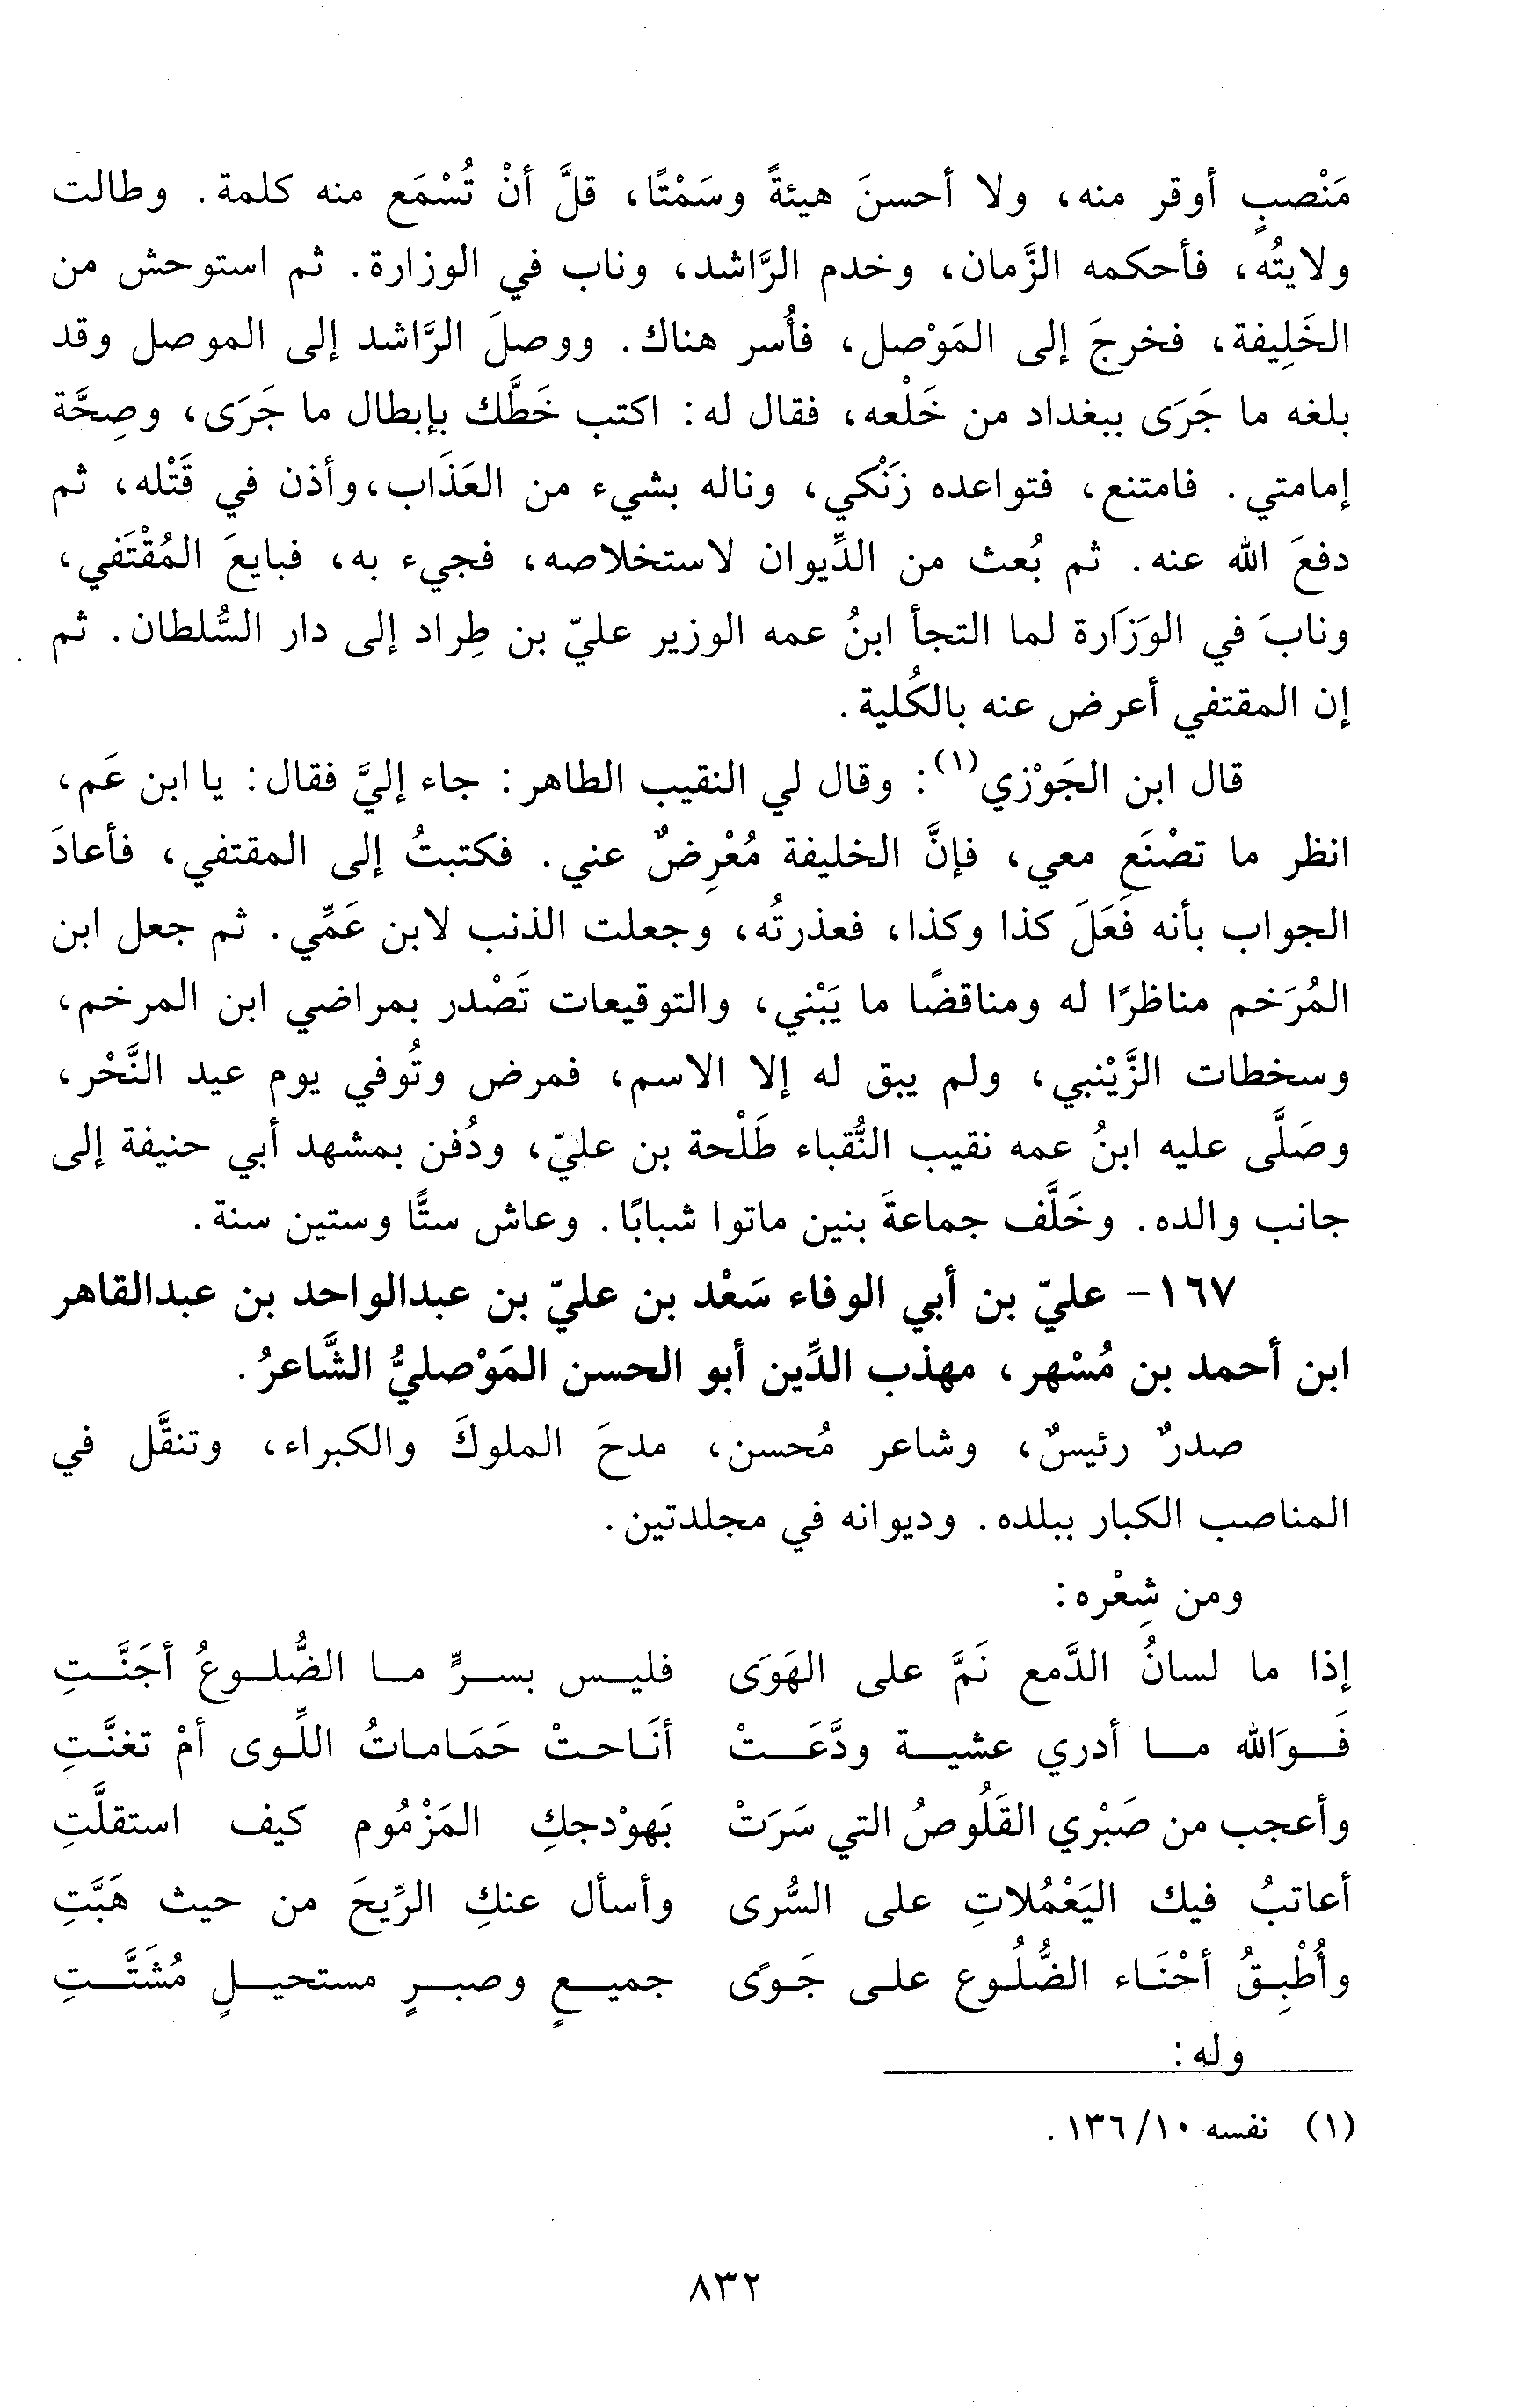 مَنْصبٍ أوقر منه، ولا أحسنَ هيئةً وسَمْتًا، قلَّ أنْ تُسْمَع منه كلمة. وطالت
ولايتُه، فأحكمه الزَّمان، وخدم الرَّاشد، وناب في الوزارة. ثم استوحش من
الخَلِيفة، فخرجَ إلى المَوْصل، فأُسر هناك. ووصلَ الرَّاشد إلى الموصل وقد
بلغه ما جَرَى ببغداد من خَلْعه، فقال له: اكتب خَطَّك بإبطال ما جَرَى، وصِحَّة
إمامتي. فامتنع، فتواعده زنَْكي، وناله بشيء من العَذَاب،وأذن في قَتْله، ثم
دفعَ الله عنه. ثم بُعث من الدِّيوان لاستخلاصه، فجيء به، فبايعَ المُقْتَفي،
ونابَ في الوَزَارة لما التجأ ابنُ عمه الوزير عليّ بن طِراد إلى دار السُّلطان. ثم
إن المقتفي أعرض عنه بالكُلية.
قال ابن الجَوْزي(١): وقال لي النقيب الطاهر: جاء إليَّ فقال: يا ابن عَم،
انظر ما تصْنَع معي، فإنَّ الخليفة مُعْرِضٌ عني. فكتبتُ إلى المقتفي، فأعادَ
الجواب بأنه فَعَلَ كذا وكذا، فعذرتُه، وجعلت الذنب لابن عَمِّي. ثم جعل ابن
المُرَخم مناظرًا له ومناقضًا ما يَبْني، والتوقيعات تَصْدر بمراضي ابن المرخم،
وسخطات الزَّيْنبي، ولم يبق له إلا الاسم، فمرض وتُوفي يوم عيد النَّحْر،
وصَلَّى عليه ابنُ عمه نقيب النُّقباء طَلْحة بن عليّ، ودُفن بمشهد أبي حنيفة إلى
جانب والده. وخَلَّف جماعةَ بنين ماتوا شبابًا. وعاش ستًّا وستين سنة.
١٦٧- عليّ بن أبي الوفاء سَعْد بن عليّ بن عبدالواحد بن عبدالقاهر
ابن أحمد بن مُسْهر، مهذب الدِّين أبو الحسن المَوْصليُّ الشَّاعرُ.
صدرٌ رئيسٌ، وشاعر مُحسن، مدحَ الملوكَ والكبراء، وتنقَّل في
المناصب الكبار ببلده. وديوانه في مجلدتين.
ومن شِعْره:
إذا ما لسانُ الدَّمع نَمَّ على الهَوَى فليس بسرٍّ ما الضُّلوعُ أجَنَّتِ
فَوَالله ما أدري عشية ودَّعَتْ أنَاحتْ حَمَاماتُ اللِّوى أمْ تغنَّتِ
وأعجب من صَبْري القَلُوصُ التي سَرَتْ بَهوْدجكِ المَزْمُوم كيف استقلَّتِ
أعاتبُ فيك اليَعْمُلاتِ على السُّرى وأسأل عنكِ الرِّيحَ من حيث هَبَّتِ
وأُطْبِقُ أحْنَاء الضُّلُوع على جَوًى جميعٍ وصبرٍ مستحيلٍ مُشَتَّتِ
وله:
(١) نفسه ١٠/ ١٣٦.
٨٣٢